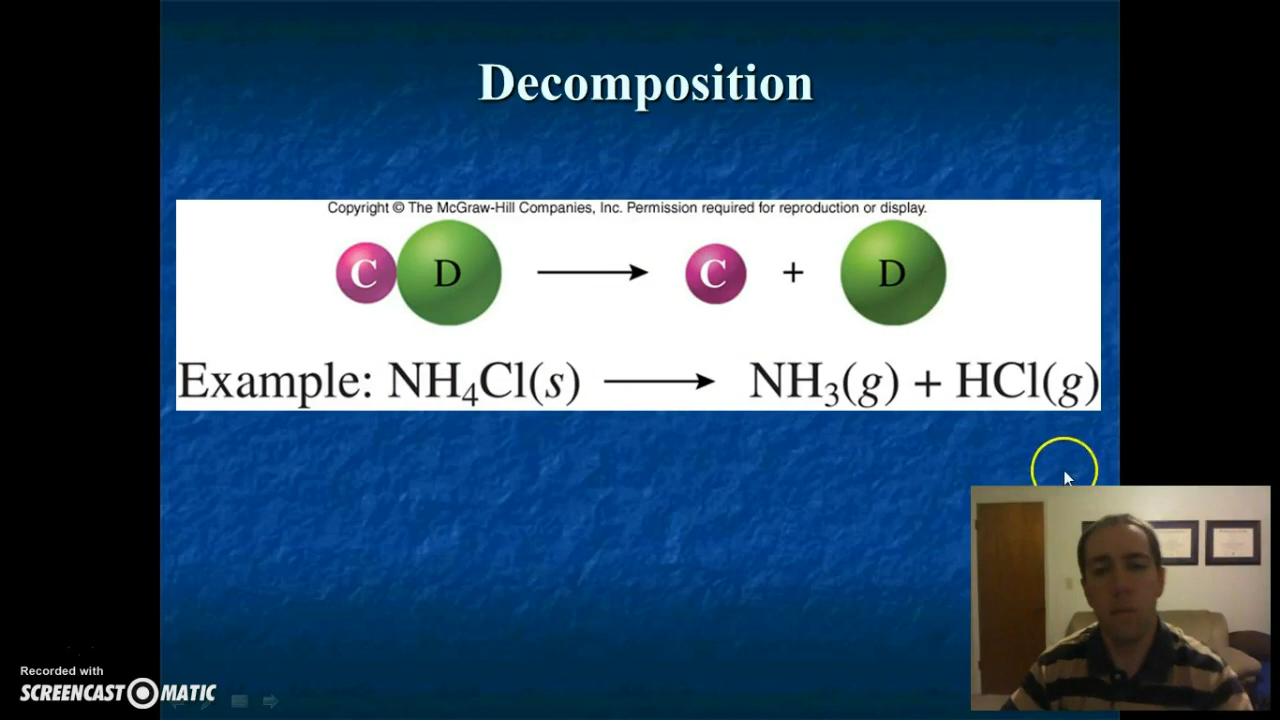 Decomposition
Copyright © The McGraw-Hill Companies, Inc. Permission required for reproduction or display.
C D → C + D
Example: NH₄Cl(s) → NH₃(g) + HCl(g)
Recorded with
SCREENCAST MATIC